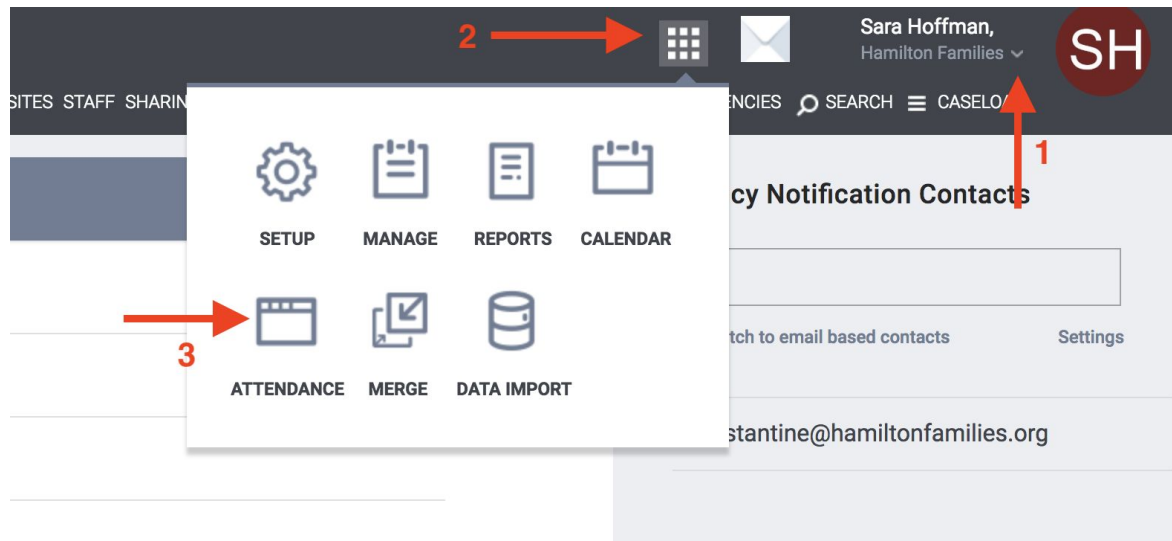 2
Sara Hoffman,
Hamilton Families
SH
SITES STAFF SHARIN
ENCIES SEARCH CASELOA
1
cy Notification Contacts
SETUP MANAGE REPORTS CALENDAR
3
tch to email based contacts Settings
ATTENDANCE MERGE DATA IMPORT
stantine@hamiltonfamilies.org